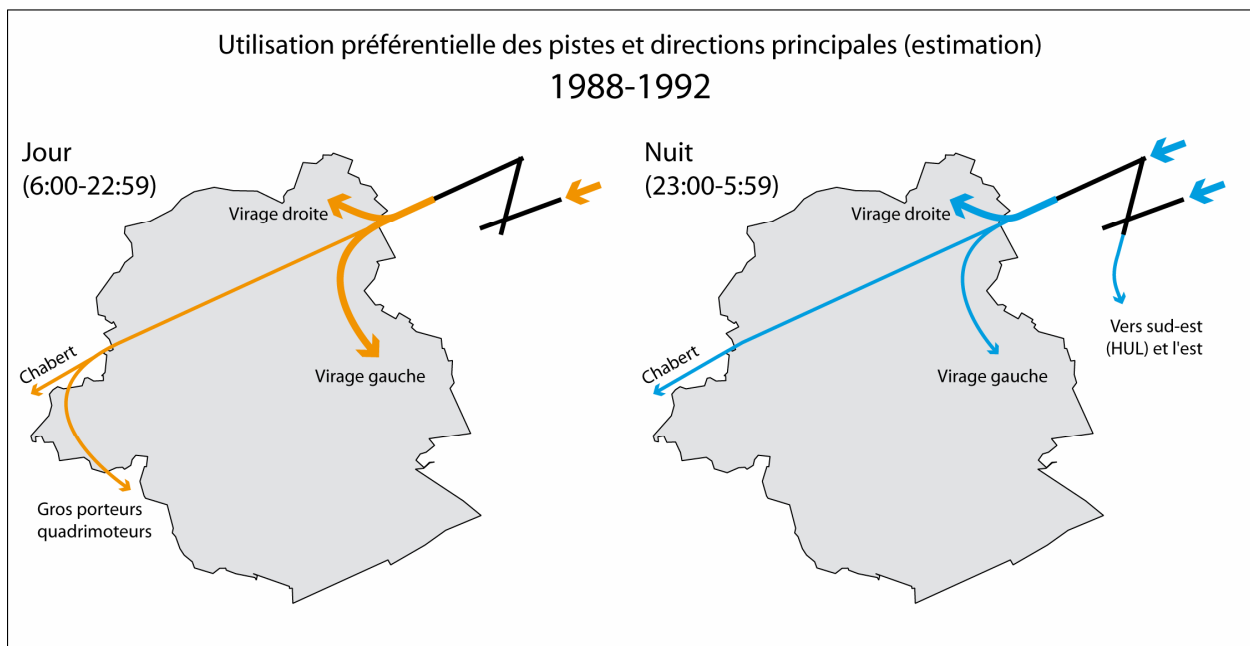 Utilisation préférentielle des pistes et directions principales (estimation)
1988-1992
Jour
(6:00-22:59)
Virage droite
Chabert
Virage gauche
Gros porteurs
quadrimoteurs
Nuit
(23:00-5:59)
Virage droite
Vers sud-est
(HUL) et l'est
Chabert
Virage gauche